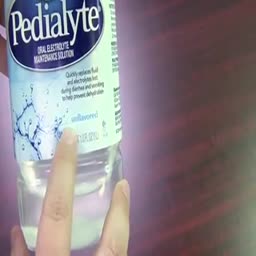 Pedialyte®
ORAL ELECTROLYTE
MAINTENANCE SOLUTION
Quickly replaces fluid
and electrolytes lost
during diarrhea and vomiting
to help prevent dehydration
unflavored